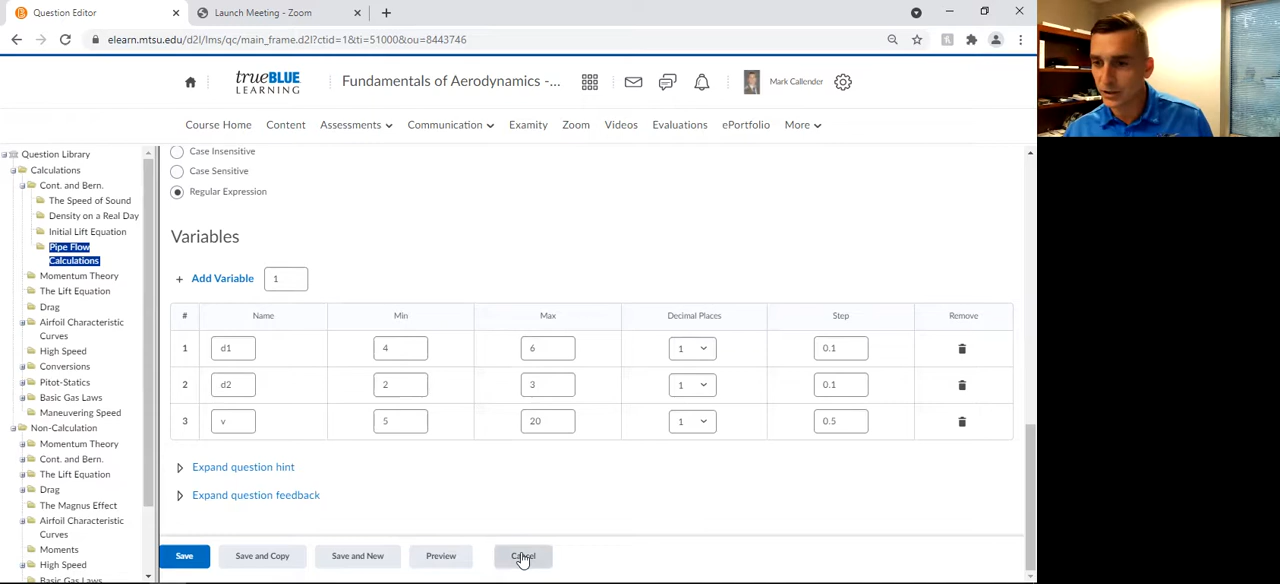 Question Editor
Launch Meeting - Zoom
elearn.mtsu.edu/d2l/lms/qc/main_frame.d2l?ctid=1&ti=51000&ou=8443746
trueBLUE
LEARNING
Fundamentals of Aerodynamics -...
Mark Callender
Course Home Content Assessments Communication Examity Zoom Videos Evaluations ePortfolio More
Question Library
Calculations
Cont. and Bern.
The Speed of Sound
Density on a Real Day
Initial Lift Equation
Pipe Flow
Calculations
Momentum Theory
The Lift Equation
Drag
Airfoil Characteristic
Curves
High Speed
Conversions
Pitot-Statics
Basic Gas Laws
Maneuvering Speed
Non-Calculation
Momentum Theory
Cont. and Bern.
The Lift Equation
Drag
The Magnus Effect
Airfoil Characteristic
Curves
Moments
High Speed
Basic Gas Laws
Case Insensitive
Case Sensitive
Regular Expression
Variables
+ Add Variable 1
# Name Min Max Decimal Places Step Remove
1 d1 4 6 1 0.1
2 d2 2 3 1 0.1
3 v 5 20 1 0.5
Expand question hint
Expand question feedback
Save Save and Copy Save and New Preview Cancel